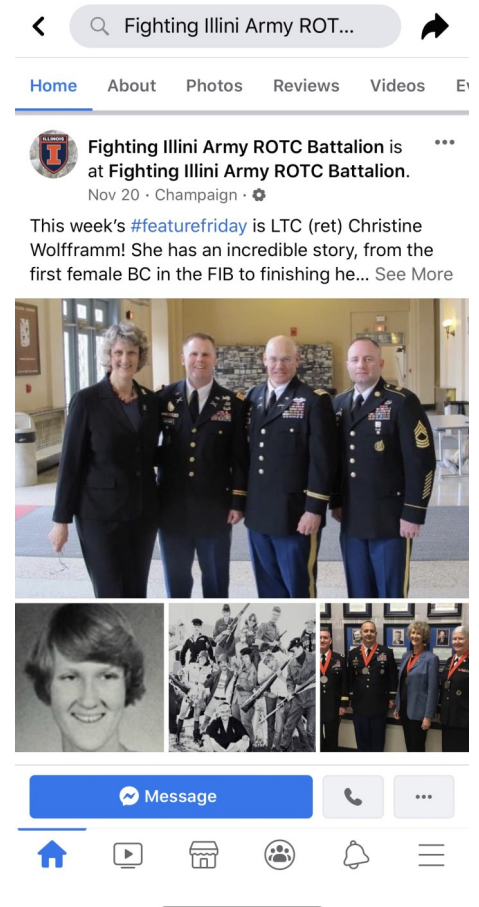 Fighting Illini Army ROT...
Home About Photos Reviews Videos Ev
ILLINOIS
Fighting Illini Army ROTC Battalion is
at Fighting Illini Army ROTC Battalion.
Nov 20 · Champaign ·
This week's #featurefriday is LTC (ret) Christine
Wolfframm! She has an incredible story, from the
first female BC in the FIB to finishing he... See More
Message